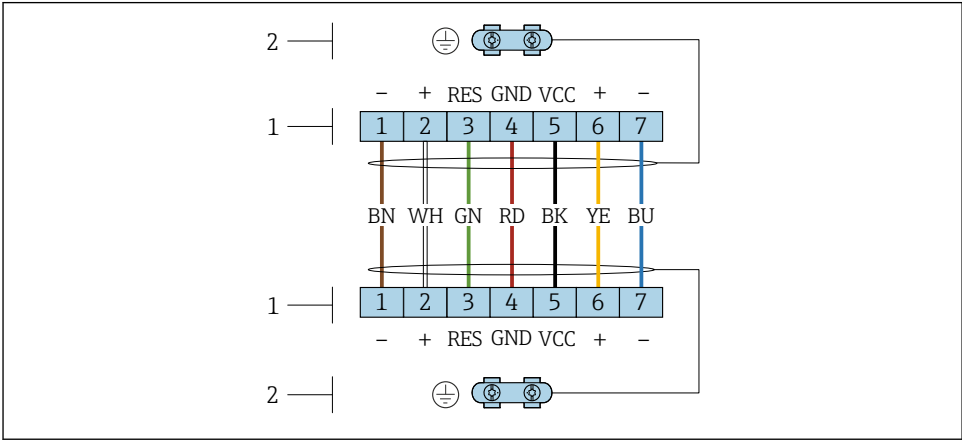 2
– + RES GND VCC + –
1 1 2 3 4 5 6 7
BN WH GN RD BK YE BU
1 1 2 3 4 5 6 7
– + RES GND VCC + –
2